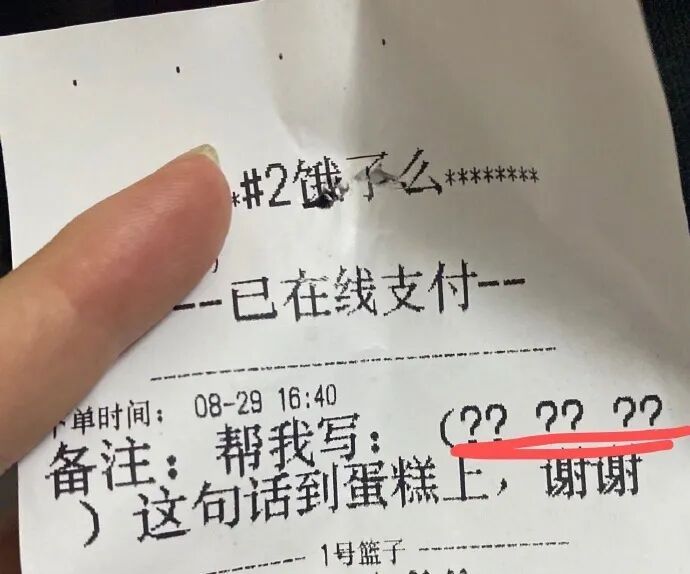 *#2饿了么********
--已在线支付--
下单时间: 08-29 16:40
备注: 帮我写: (?? ?? ??
) 这句话到蛋糕上, 谢谢
1号篮子